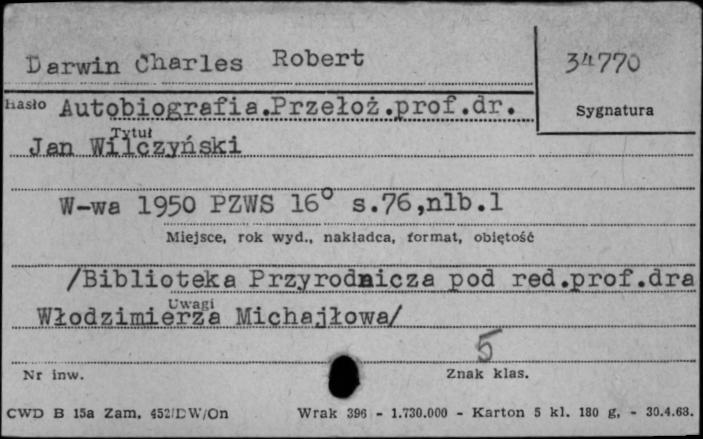 Darwin Charles Robert
34770
Hasło Autobiografia.Przełoż.prof.dr.
Sygnatura
Tytuł
Jan Wilczyński
W-wa 1950 PZWS 16° s.76,nlb.1
Miejsce, rok wyd., nakładca, format, objętość
/Biblioteka Przyrodnicza pod red.prof.dra
Uwagi
Włodzimierza Michajłowa/
5
Nr inw.
Znak klas.
CWD B 15a Zam. 452/DW/On Wrak 396 - 1.730.000 - Karton 5 kl. 180 g, - 30.4.63.